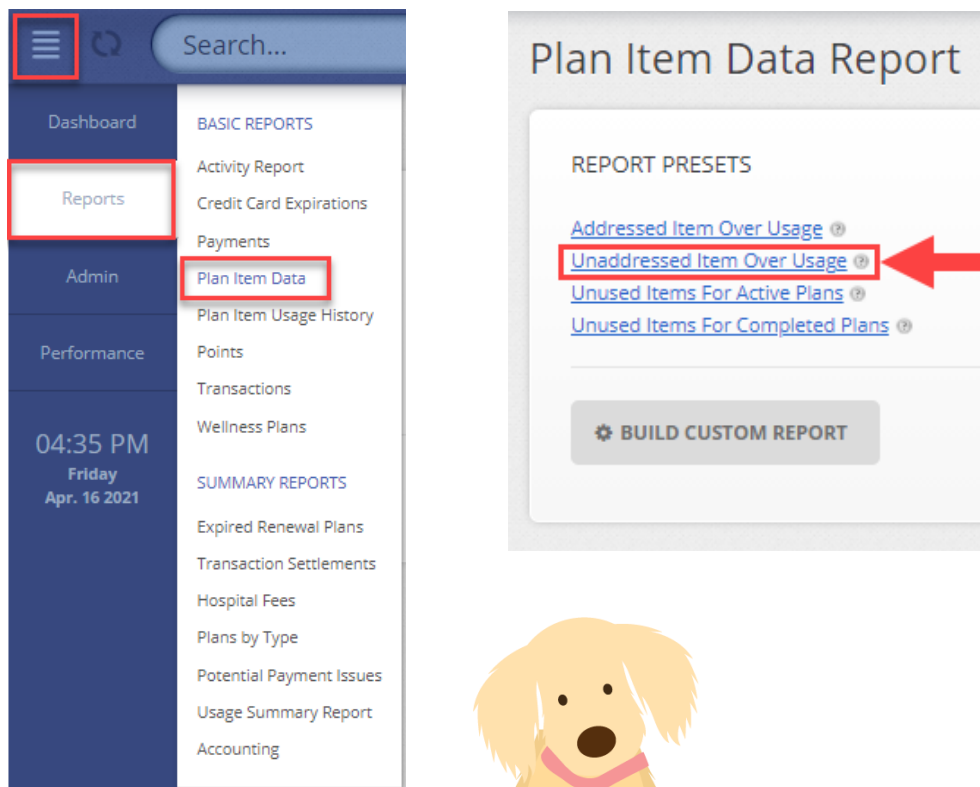 Search...
Dashboard
Reports
Admin
Performance
04:35 PM
Friday
Apr. 16 2021
BASIC REPORTS
Activity Report
Credit Card Expirations
Payments
Plan Item Data
Plan Item Usage History
Points
Transactions
Wellness Plans
SUMMARY REPORTS
Expired Renewal Plans
Transaction Settlements
Hospital Fees
Plans by Type
Potential Payment Issues
Usage Summary Report
Accounting
Plan Item Data Report
REPORT PRESETS
Addressed Item Over Usage ?
Unaddressed Item Over Usage ?
Unused Items For Active Plans ?
Unused Items For Completed Plans ?
BUILD CUSTOM REPORT